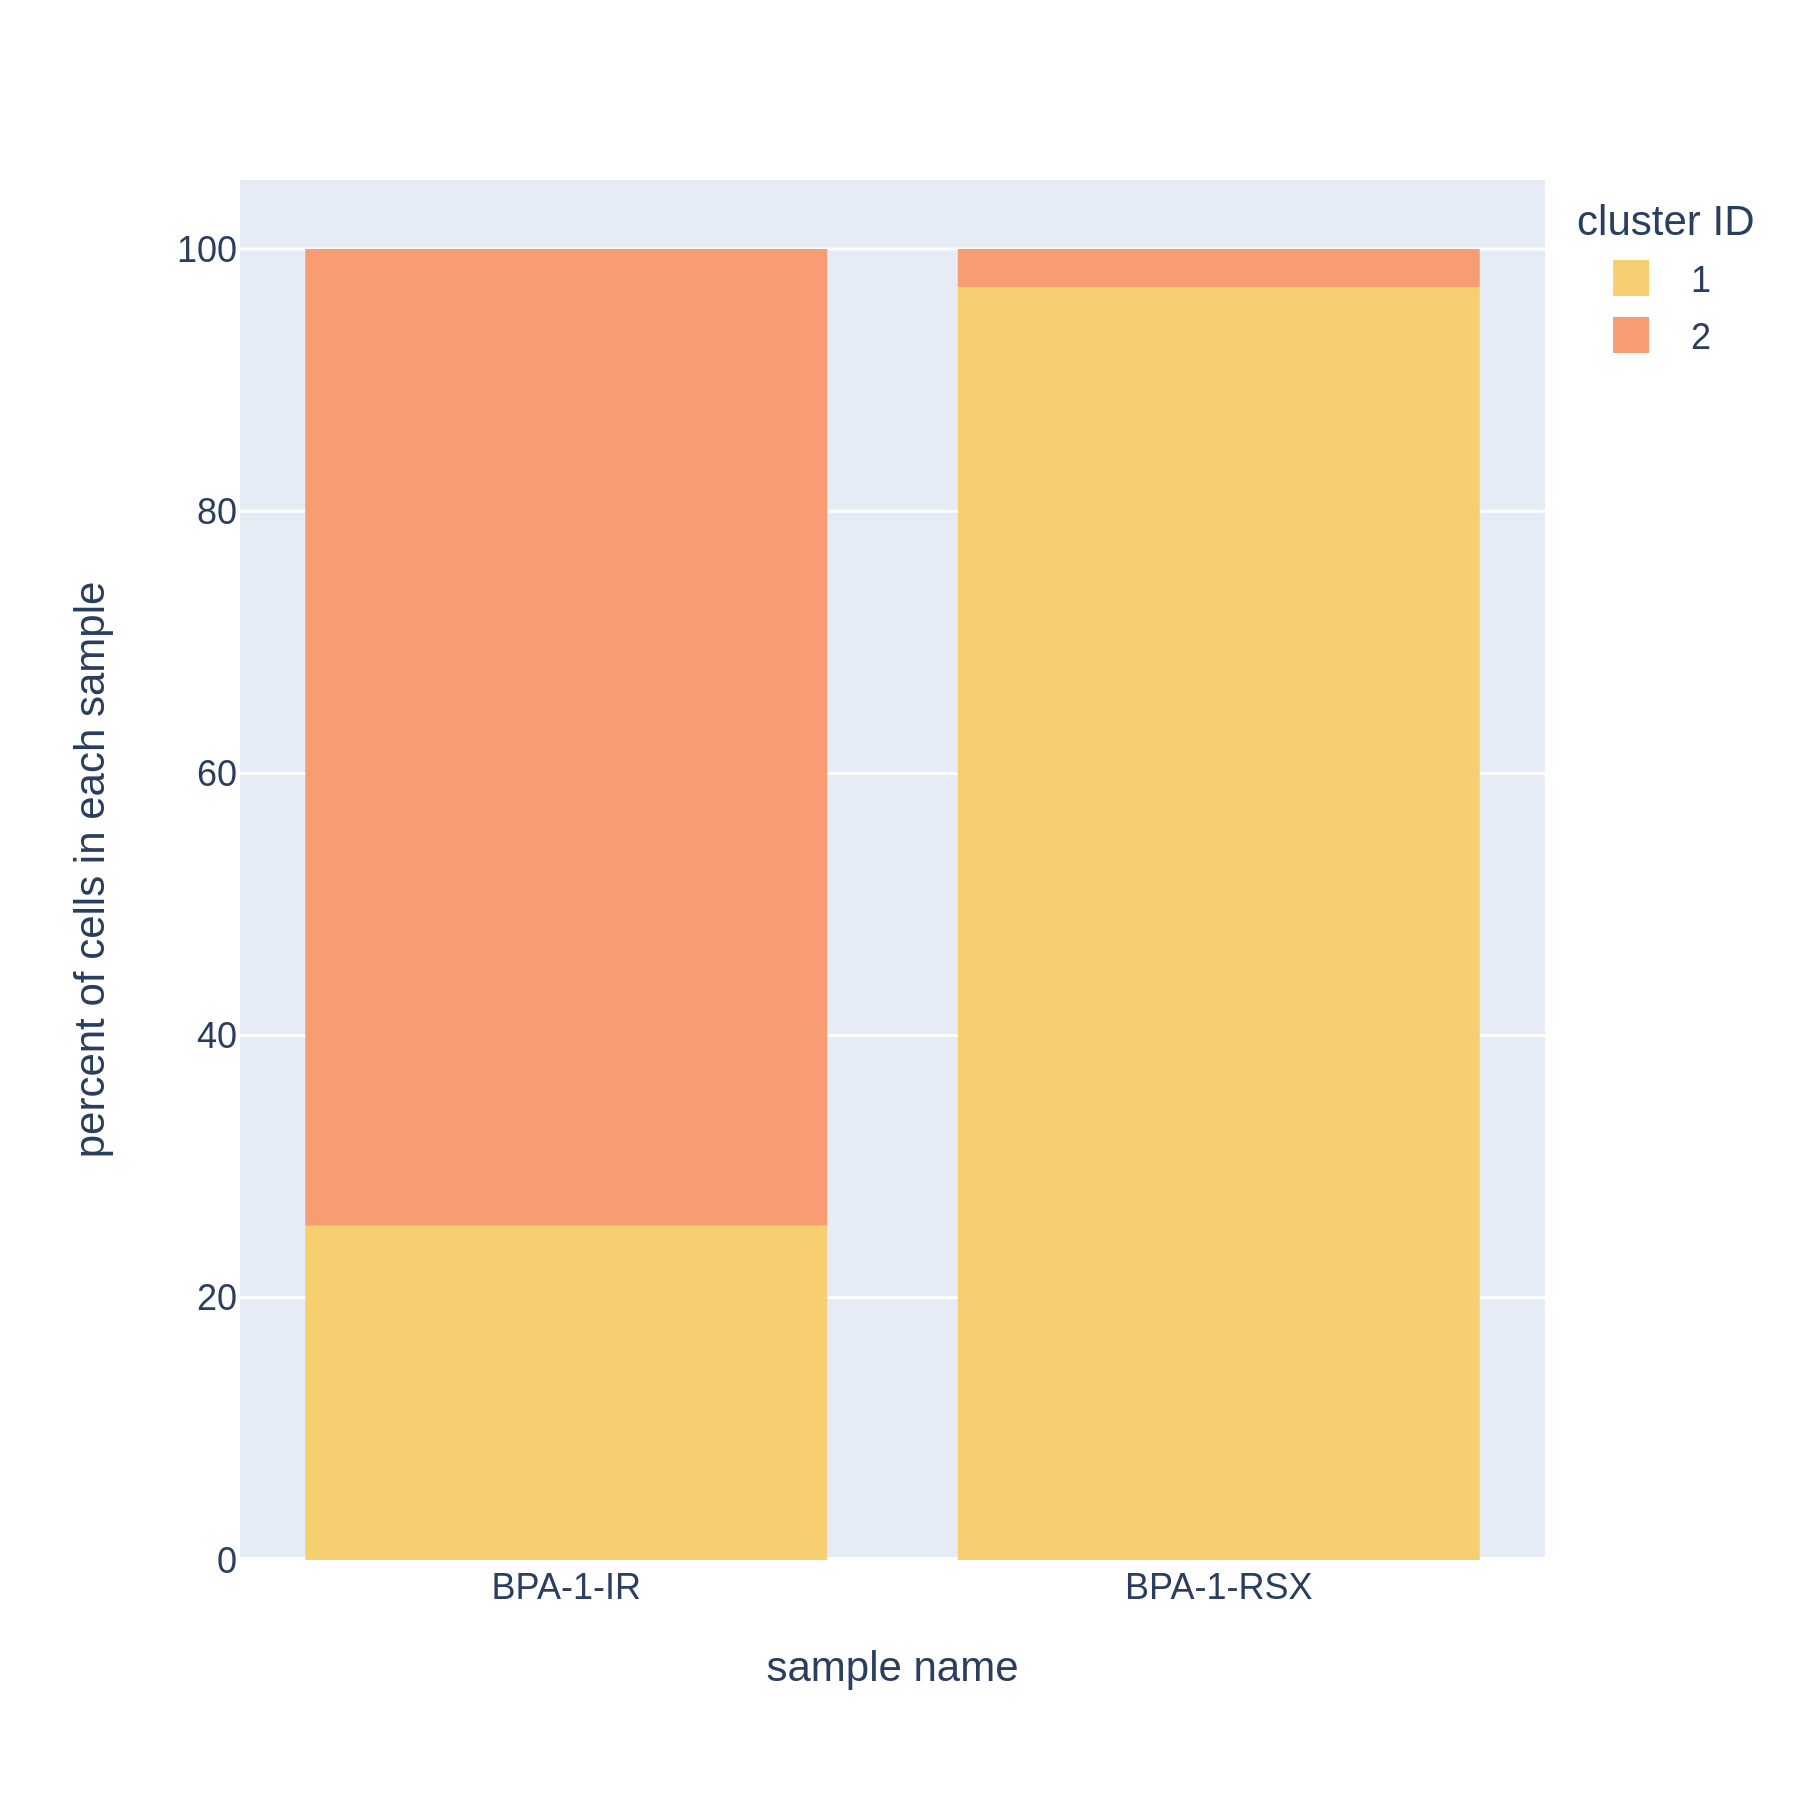 cluster ID
1
2
100
80
60
40
20
0
percent of cells in each sample
BPA-1-IR
BPA-1-RSX
sample name